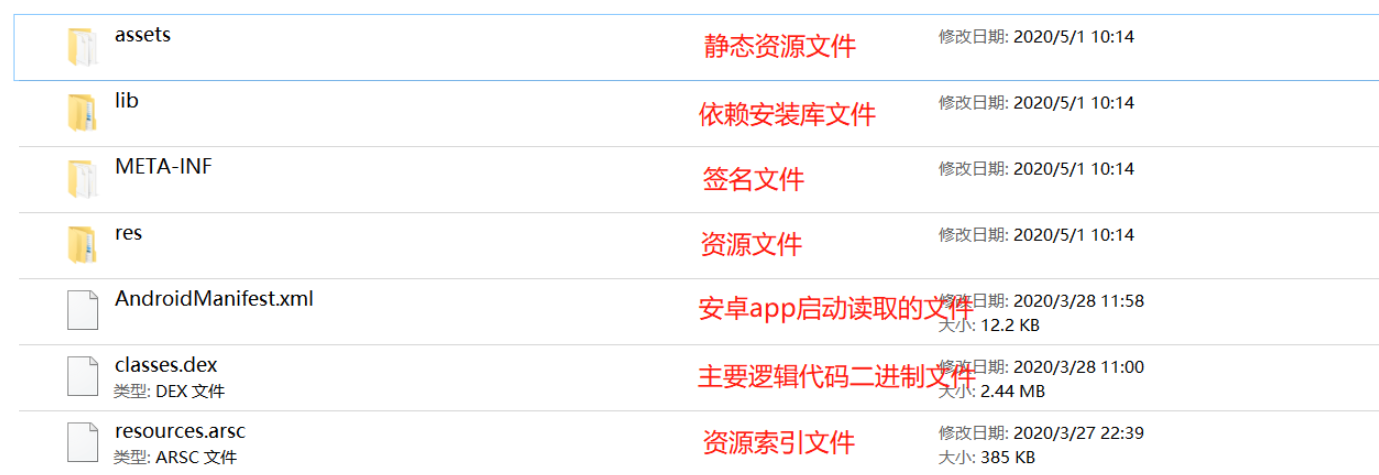 assets 静态资源文件 修改日期: 2020/5/1 10:14
lib 依赖安装库文件 修改日期: 2020/5/1 10:14
META-INF 签名文件 修改日期: 2020/5/1 10:14
res 资源文件 修改日期: 2020/5/1 10:14
AndroidManifest.xml 安卓app启动读取的文件 修改日期: 2020/3/28 11:58
大小: 12.2 KB
classes.dex 主要逻辑代码二进制文件 修改日期: 2020/3/28 11:00
类型: DEX 文件 大小: 2.44 MB
resources.arsc 资源索引文件 修改日期: 2020/3/27 22:39
类型: ARSC 文件 大小: 385 KB